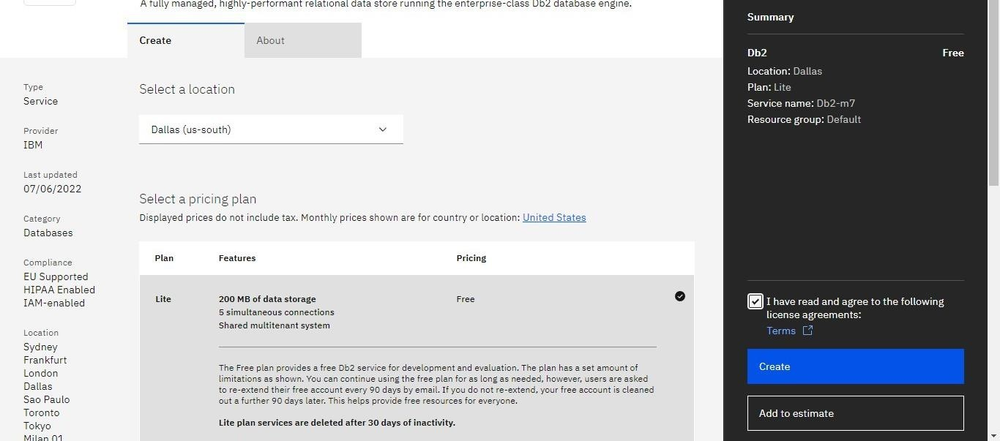 A fully managed, highly-performant relational data store running the enterprise-class Db2 database engine.
Create
About
Type
Service
Provider
IBM
Last updated
07/06/2022
Category
Databases
Compliance
EU Supported
HIPAA Enabled
IAM-enabled
Location
Sydney
Frankfurt
London
Dallas
Sao Paulo
Toronto
Tokyo
Milan 01
Select a location
Dallas (us-south)
Select a pricing plan
Displayed prices do not include tax. Monthly prices shown are for country or location: United States
Plan Features Pricing
Lite 200 MB of data storage Free
5 simultaneous connections
Shared multitenant system
The Free plan provides a free Db2 service for development and evaluation. The plan has a set amount of
limitations as shown. You can continue using the free plan for as long as needed, however, users are asked
to re-extend their free account every 90 days by email. If you do not re-extend, your free account is cleaned
out a further 90 days later. This helps provide free resources for everyone.
Lite plan services are deleted after 30 days of inactivity.
Summary
Db2 Free
Location: Dallas
Plan: Lite
Service name: Db2-m7
Resource group: Default
I have read and agree to the following
license agreements:
Terms
Create
Add to estimate